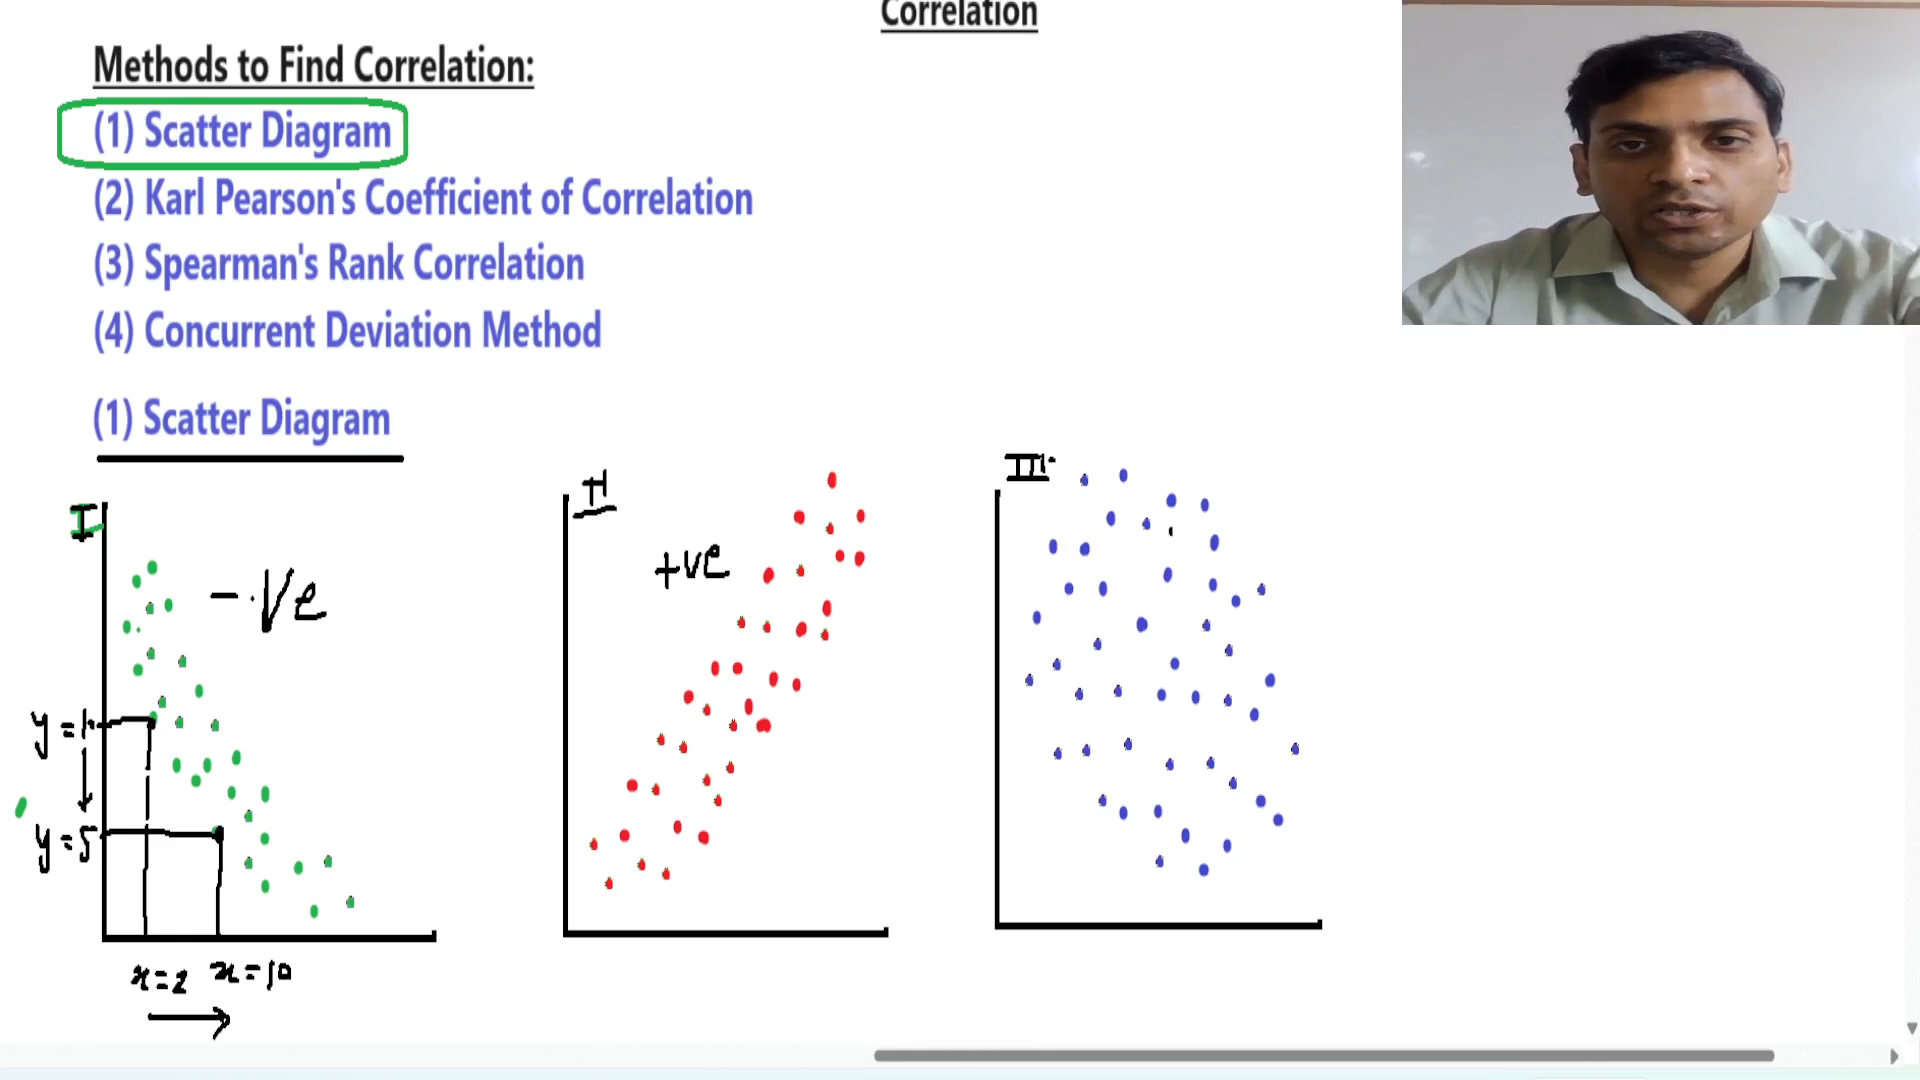 Correlation
Methods to Find Correlation:
(1) Scatter Diagram
(2) Karl Pearson's Coefficient of Correlation
(3) Spearman's Rank Correlation
(4) Concurrent Deviation Method
(1) Scatter Diagram
I
-ve
y=
y=5
x=2 x=10
II
+ve
III